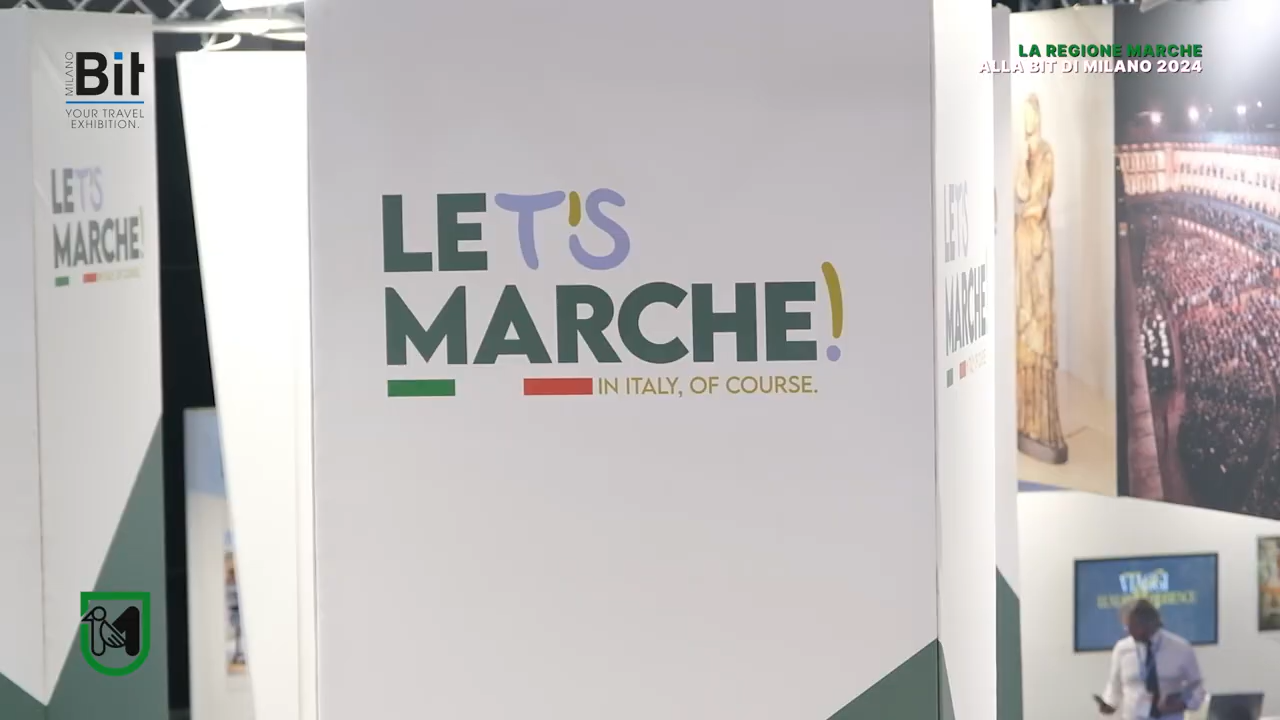 MILANO
Bit
YOUR TRAVEL
EXHIBITION.
LA REGIONE MARCHE
ALLA BIT DI MILANO 2024
LET'S
MARCHE!
LET'S
MARCHE!
IN ITALY, OF COURSE.
LET'S
MARCHE!
VIAGGI